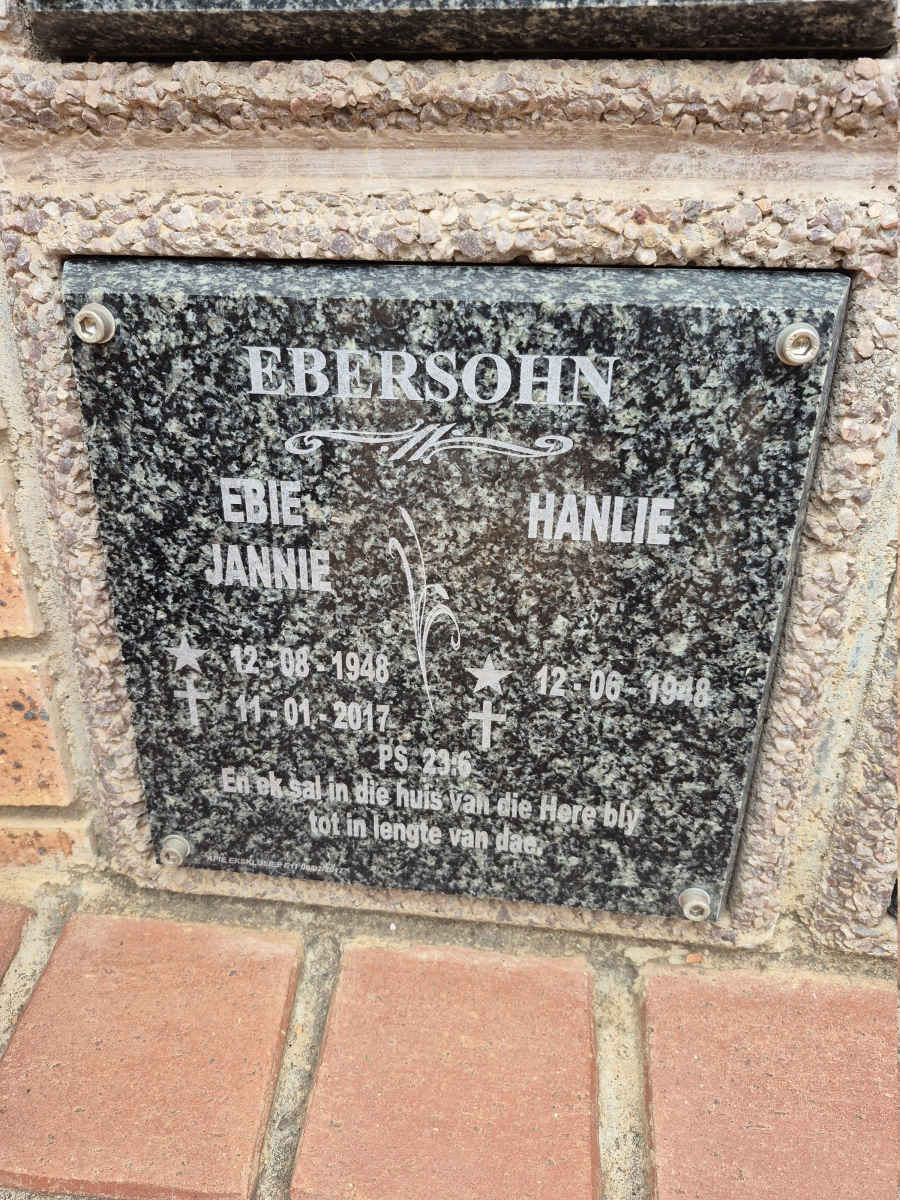 EBERSOHN
EBIE HANLIE
JANNIE
12 - 08 - 1948 12 - 06 - 1948
11 - 01 - 2017
PS 23:6
En ek sal in die huis van die Here bly
tot in lengte van dae.